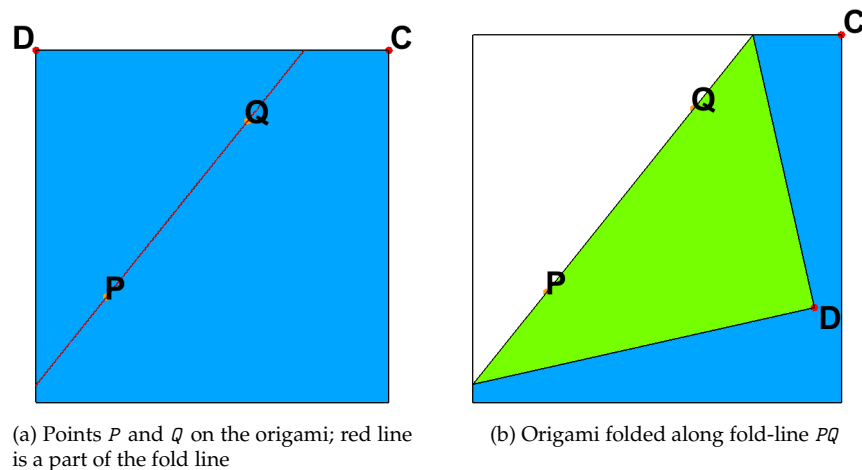 D
C
Q
P
C
Q
P
D
(a) Points P and Q on the origami; red line
is a part of the fold line
(b) Origami folded along fold-line PQ